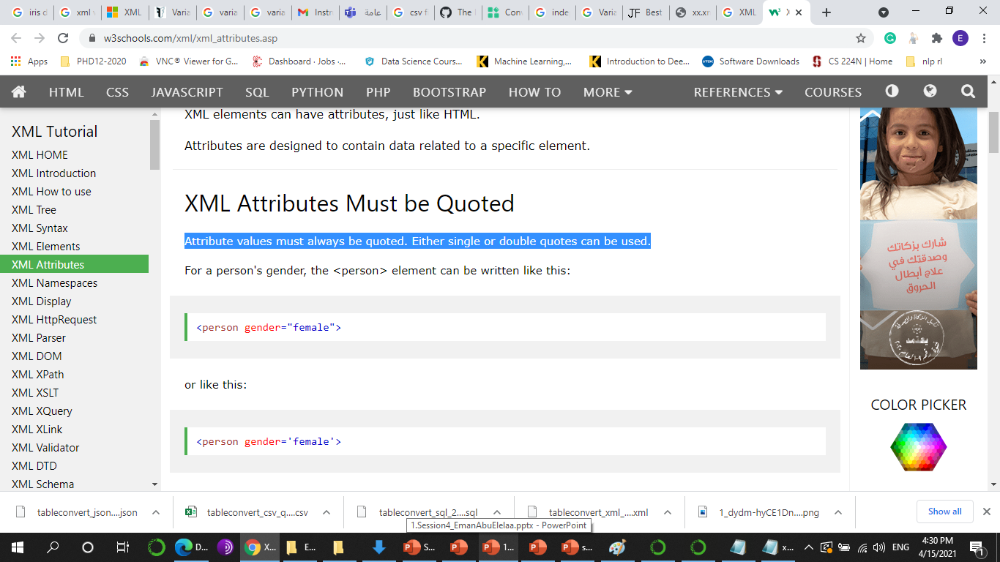 iris d
xml v
XML
Varia
varia
varia
Instru
عامة
csv f
The
Con
inde
Varia
Best
xx.xr
XML
w3schools.com/xml/xml_attributes.asp
E
Apps
PHD12-2020
VNC® Viewer for G...
Dashboard · Jobs ·...
Data Science Cours...
Machine Learning,...
Introduction to Dee...
Software Downloads
CS 224N | Home
nlp rl
»
HTML CSS JAVASCRIPT SQL PYTHON PHP BOOTSTRAP HOW TO MORE REFERENCES COURSES
XML Tutorial
XML HOME
XML Introduction
XML How to use
XML Tree
XML Syntax
XML Elements
XML Attributes
XML Namespaces
XML Display
XML HttpRequest
XML Parser
XML DOM
XML XPath
XML XSLT
XML XQuery
XML XLink
XML Validator
XML DTD
XML Schema
XML elements can have attributes, just like HTML.
Attributes are designed to contain data related to a specific element.
XML Attributes Must be Quoted
Attribute values must always be quoted. Either single or double quotes can be used.
For a person's gender, the <person> element can be written like this:
<person gender="female">
or like this:
<person gender='female'>
شارك بزكاتك
وصدقتك في
علاج أبطال
الحروق
يعتمد
COLOR PICKER
tableconvert_json....json
tableconvert_csv_q....csv
tableconvert_sql_2....sql
tableconvert_xml_....xml
1_dydm-hyCE1Dn....png
Show all
1.Session4_EmanAbuElelaa.pptx - PowerPoint
D...
X...
E...
S...
1...
s...
x...
ENG
4:30 PM
4/15/2021
1